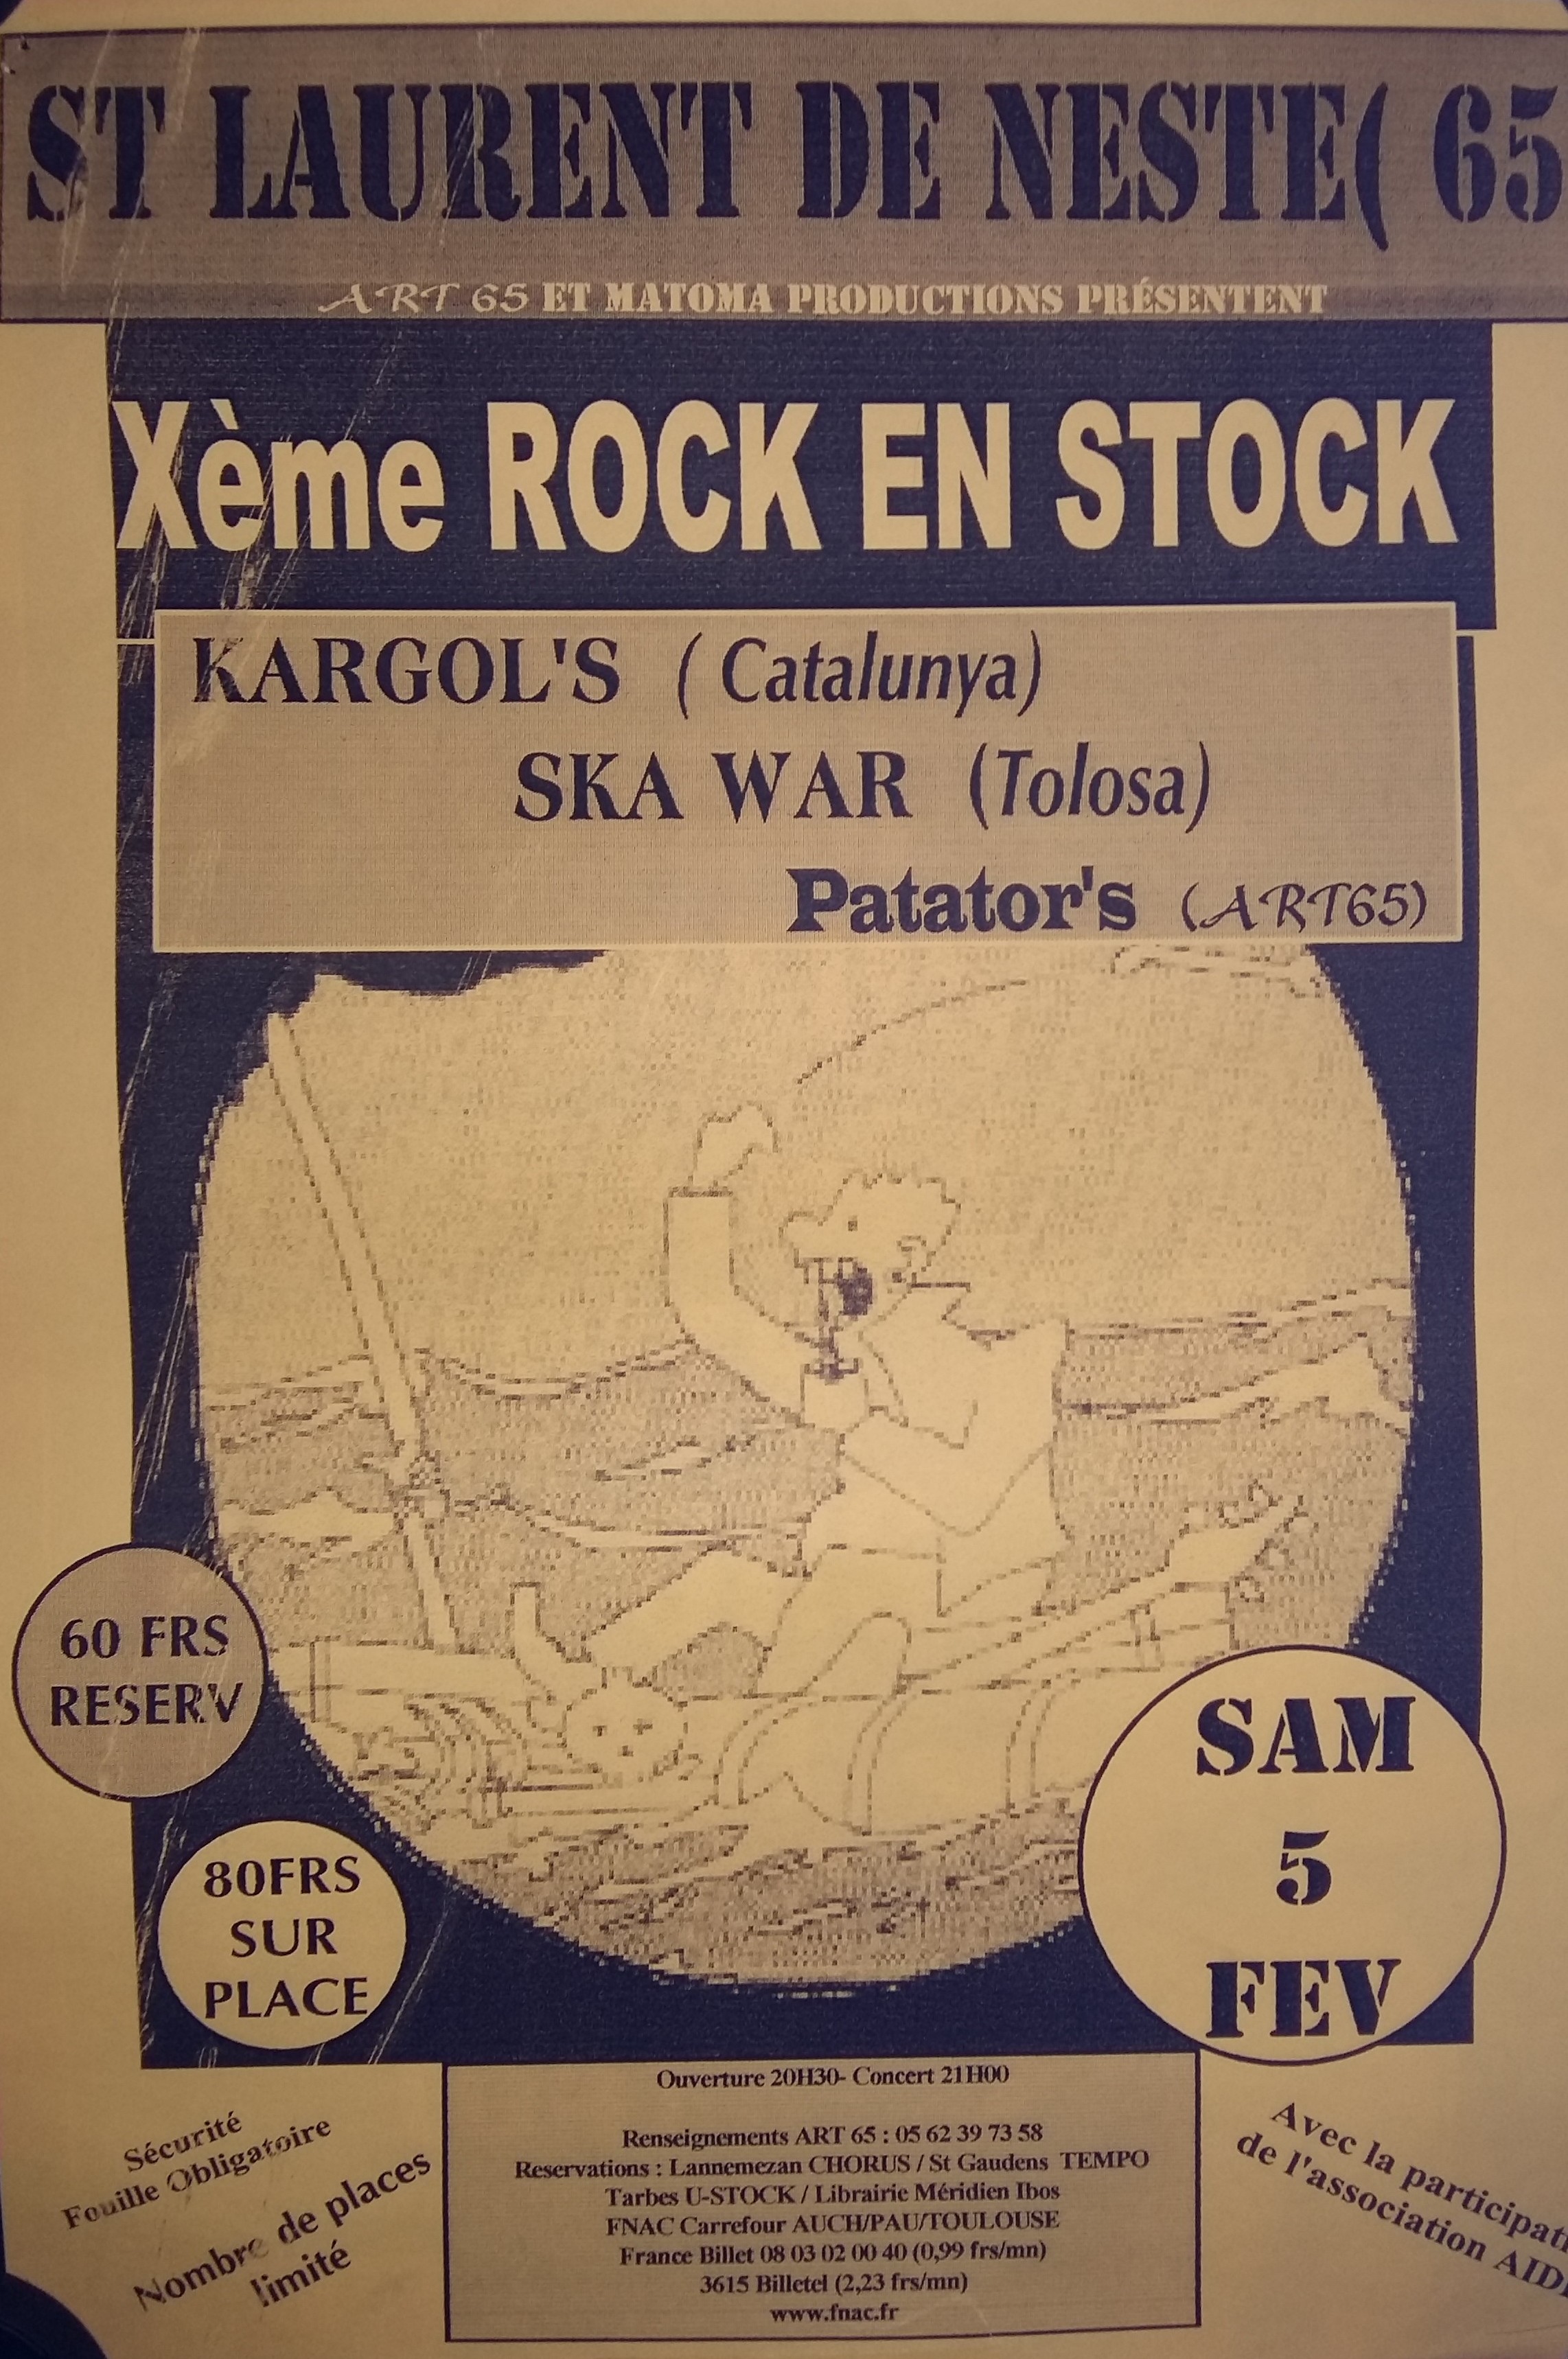 ST LAURENT DE NESTE( 65
ART 65 ET MATOMA PRODUCTIONS PRÉSENTENT
Xème ROCK EN STOCK
KARGOL'S ( Catalunya)
SKA WAR (Tolosa)
Patator's (ART65)
60 FRS
RESERV
80FRS
SUR
PLACE
SAM
5
FEV
Sécurité
Fouille Obligatoire
Nombre de places
limité
Ouverture 20H30- Concert 21H00
Renseignements ART 65 : 05 62 39 73 58
Reservations : Lannemezan CHORUS / St Gaudens TEMPO
Tarbes U-STOCK / Librairie Méridien Ibos
FNAC Carrefour AUCH/PAU/TOULOUSE
France Billet 08 03 02 00 40 (0,99 frs/mn)
3615 Billetel (2,23 frs/mn)
www.fnac.fr
Avec la participati
de l'association AID